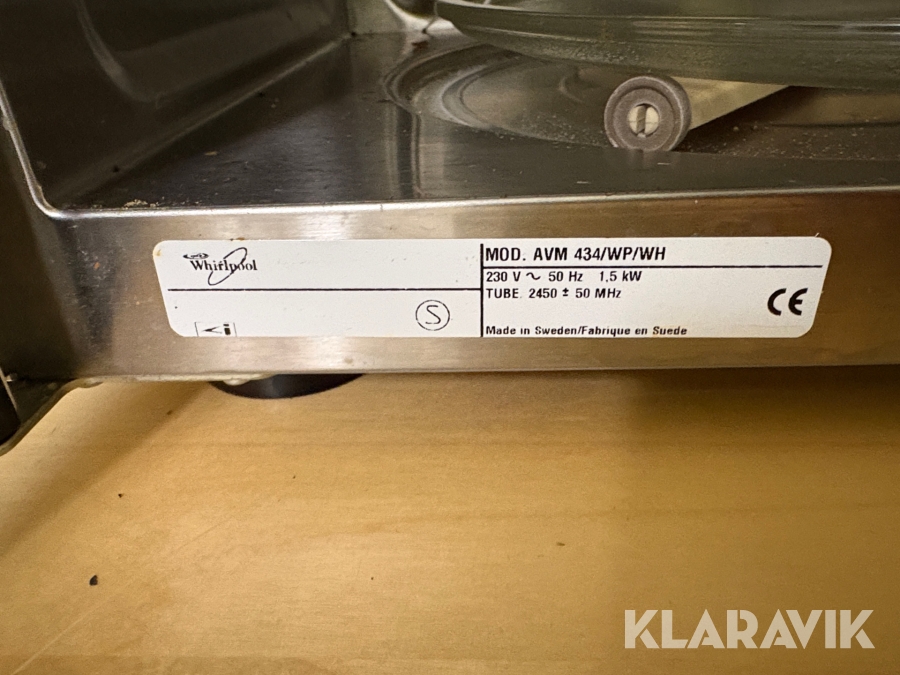 Whirlpool
S
MOD. AVM 434/WP/WH
230 V ~ 50 Hz 1,5 kW
TUBE. 2450 ± 50 MHz
CE
Made in Sweden/Fabrique en Suede
KLARAVIK